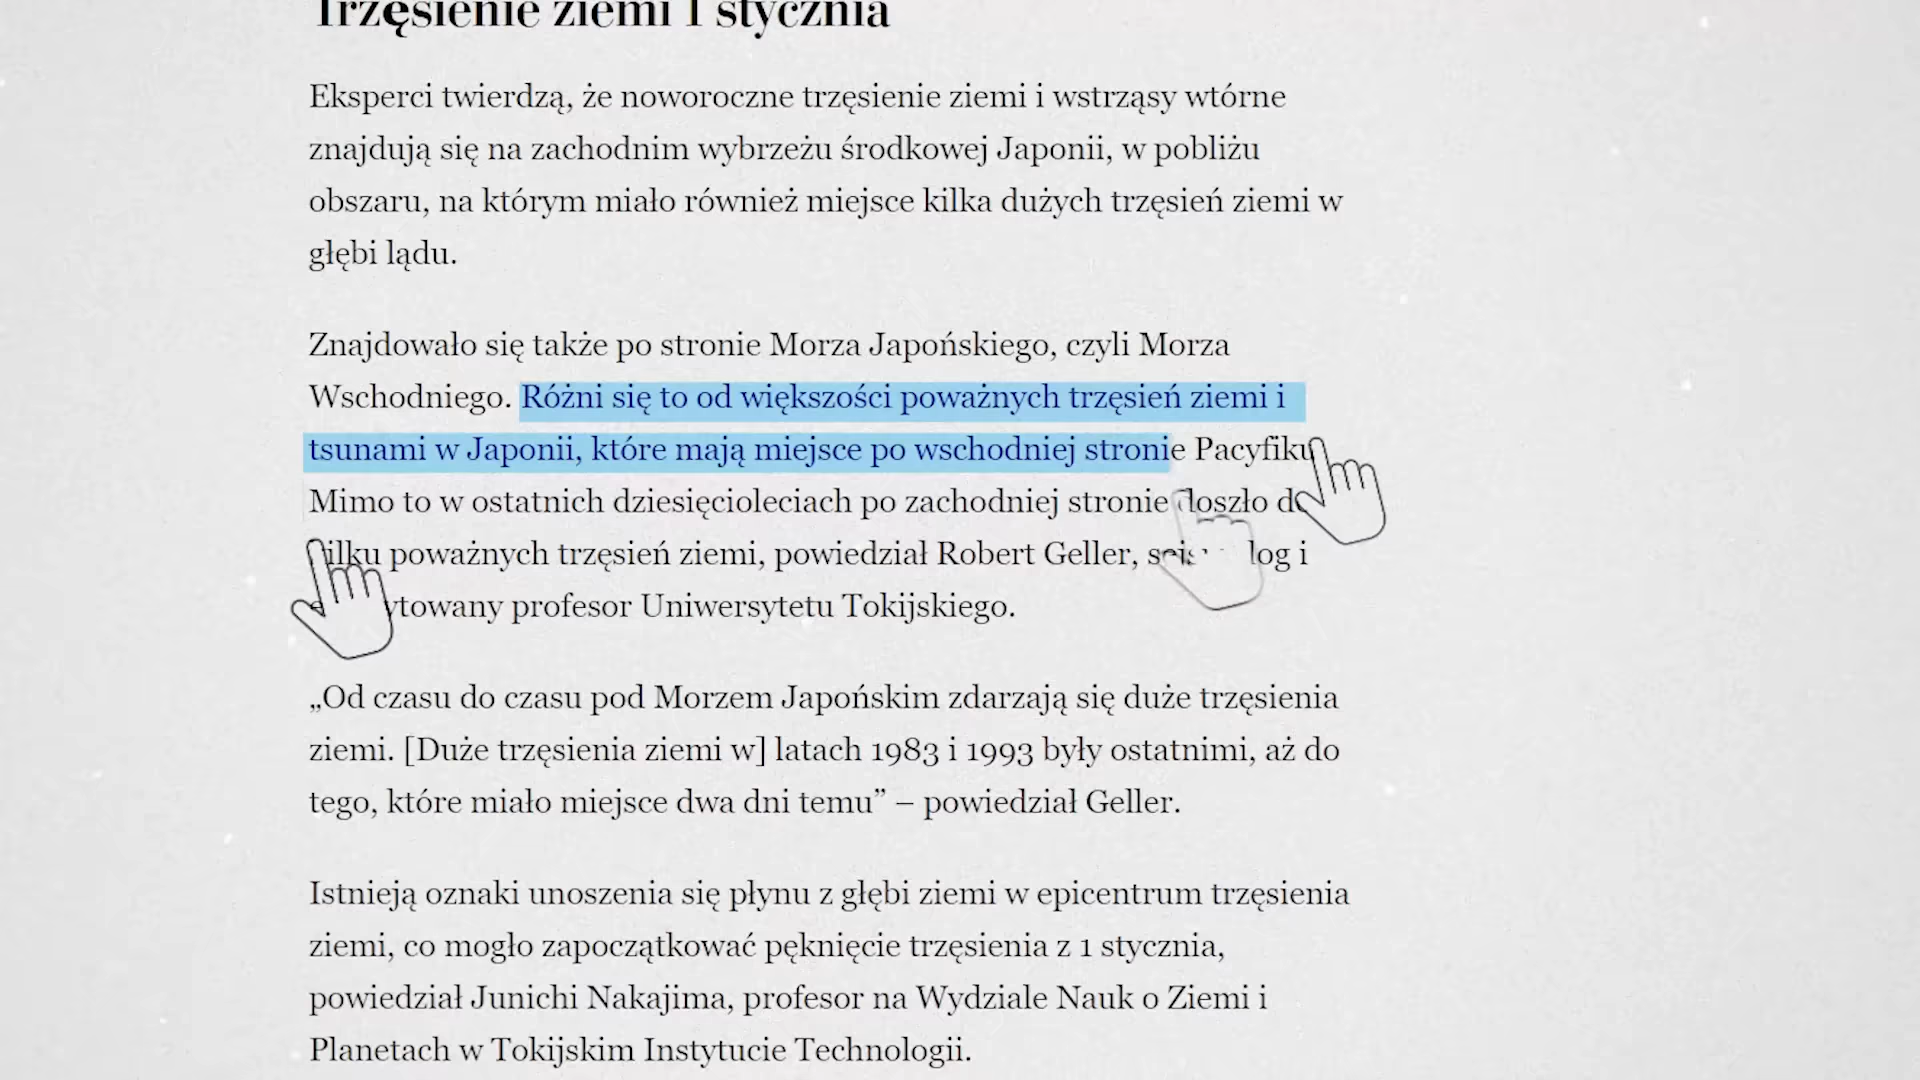 Trzęsienie ziemi 1 stycznia
Eksperci twierdzą, że noworoczne trzęsienie ziemi i wstrząsy wtórne
znajdują się na zachodnim wybrzeżu środkowej Japonii, w pobliżu
obszaru, na którym miało również miejsce kilka dużych trzęsień ziemi w
głębi lądu.
Znajdowało się także po stronie Morza Japońskiego, czyli Morza
Wschodniego. Różni się to od większości poważnych trzęsień ziemi i
tsunami w Japonii, które mają miejsce po wschodniej stronie Pacyfiku
Mimo to w ostatnich dziesięcioleciach po zachodniej stronie doszło
poważnych trzęsień ziemi, powiedział Robert Geller, i
profesor Uniwersytetu Tokijskiego.
„Od czasu do czasu pod Morzem Japońskim zdarzają się duże trzęsienia
ziemi. [Duże trzęsienia ziemi w] latach 1983 i 1993 były ostatnimi, aż do
tego, które miało miejsce dwa dni temu” – powiedział Geller.
Istnieją oznaki unoszenia się płynu z głębi ziemi w epicentrum trzęsienia
ziemi, co mogło zapoczątkować pęknięcie trzęsienia z 1 stycznia,
powiedział Junichi Nakajima, profesor na Wydziale Nauk o Ziemi i
Planetach w Tokijskim Instytucie Technologii.